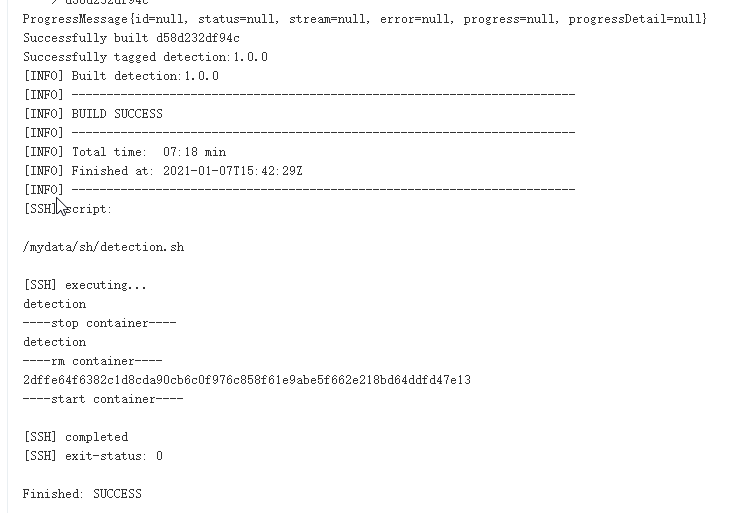 ProgressMessage{id=null, status=null, stream=null, error=null, progress=null, progressDetail=null}
Successfully built d58d232df94c
Successfully tagged detection:1.0.0
[INFO] Built detection:1.0.0
[INFO] ------------------------------------------------------------------------
[INFO] BUILD SUCCESS
[INFO] ------------------------------------------------------------------------
[INFO] Total time:  07:18 min
[INFO] Finished at: 2021-01-07T15:42:29Z
[INFO] ------------------------------------------------------------------------
[SSH] script:
/mydata/sh/detection.sh
[SSH] executing...
detection
----stop container----
detection
----rm container----
2dffe64f6382c1d8cda90cb6c0f976c858f61e9abe5f662e218bd64ddfd47e13
----start container----
[SSH] completed
[SSH] exit-status: 0
Finished: SUCCESS